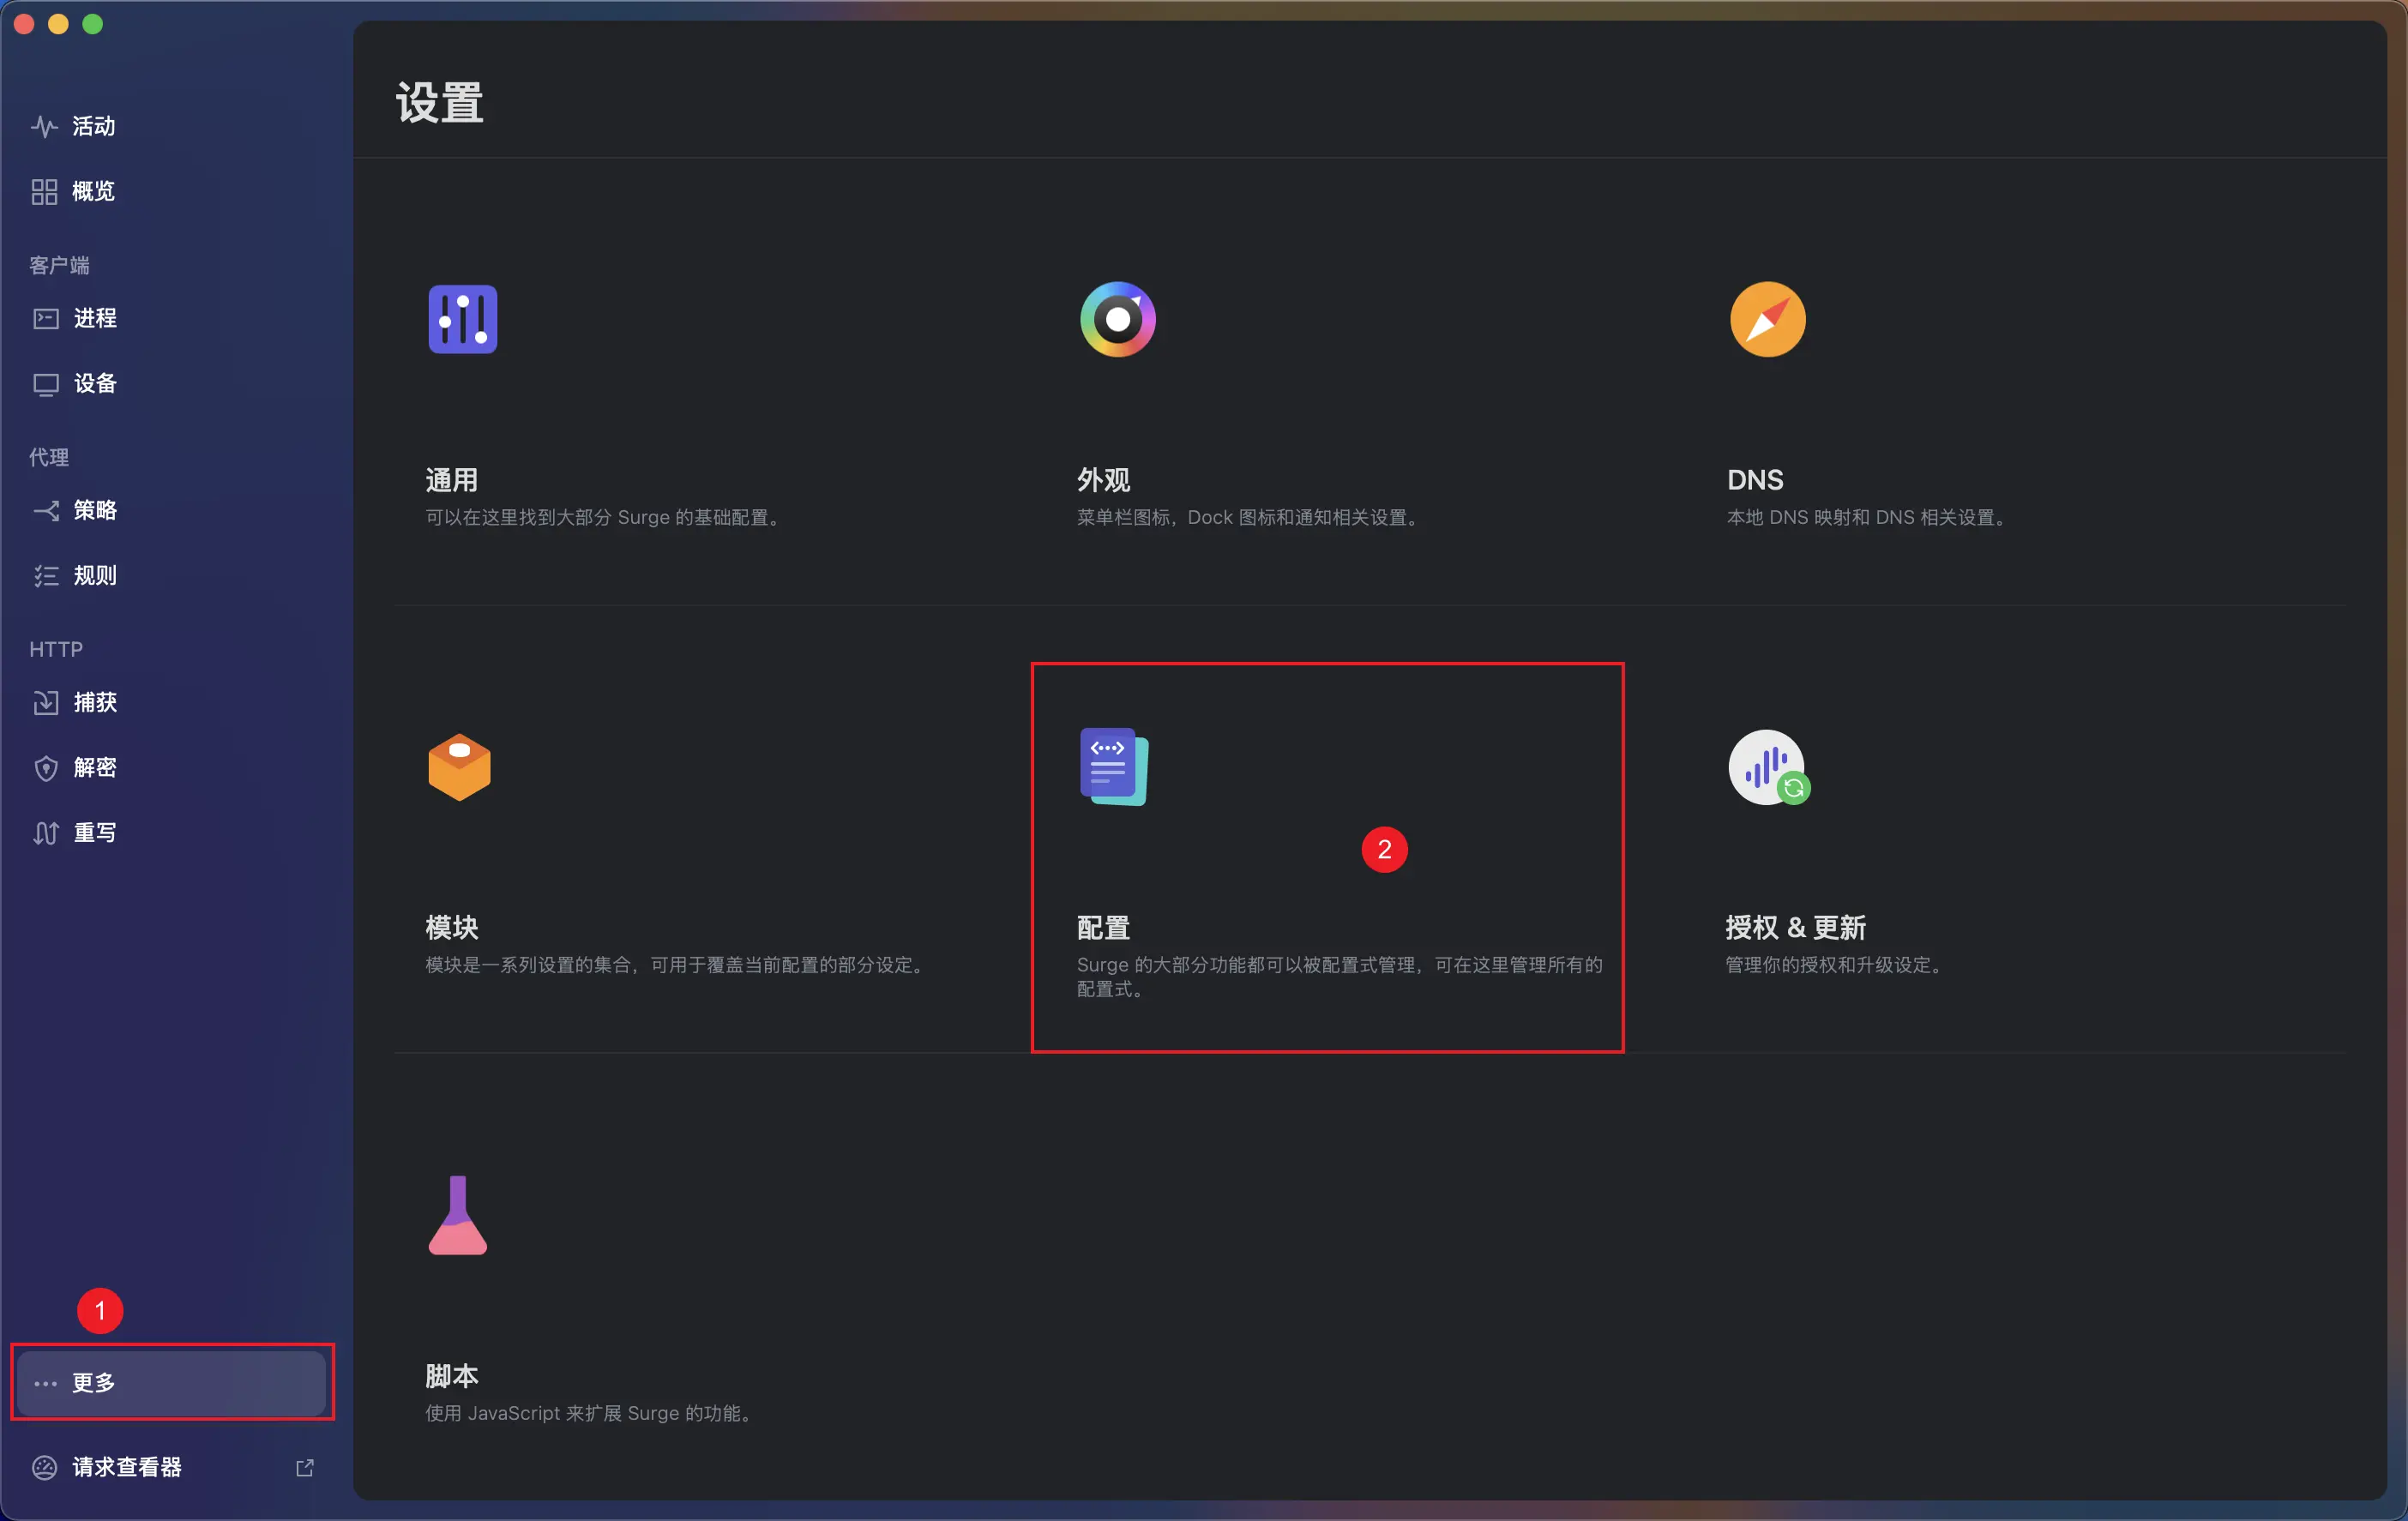 设置
活动
概览
客户端
进程
设备
代理
策略
规则
HTTP
捕获
解密
重写
1
更多
请求查看器
通用
可以在这里找到大部分 Surge 的基础配置。
外观
菜单栏图标，Dock 图标和通知相关设置。
DNS
本地 DNS 映射和 DNS 相关设置。
模块
模块是一系列设置的集合，可用于覆盖当前配置的部分设定。
2
配置
Surge 的大部分功能都可以被配置式管理，可在这里管理所有的
配置式。
授权 & 更新
管理你的授权和升级设定。
脚本
使用 JavaScript 来扩展 Surge 的功能。